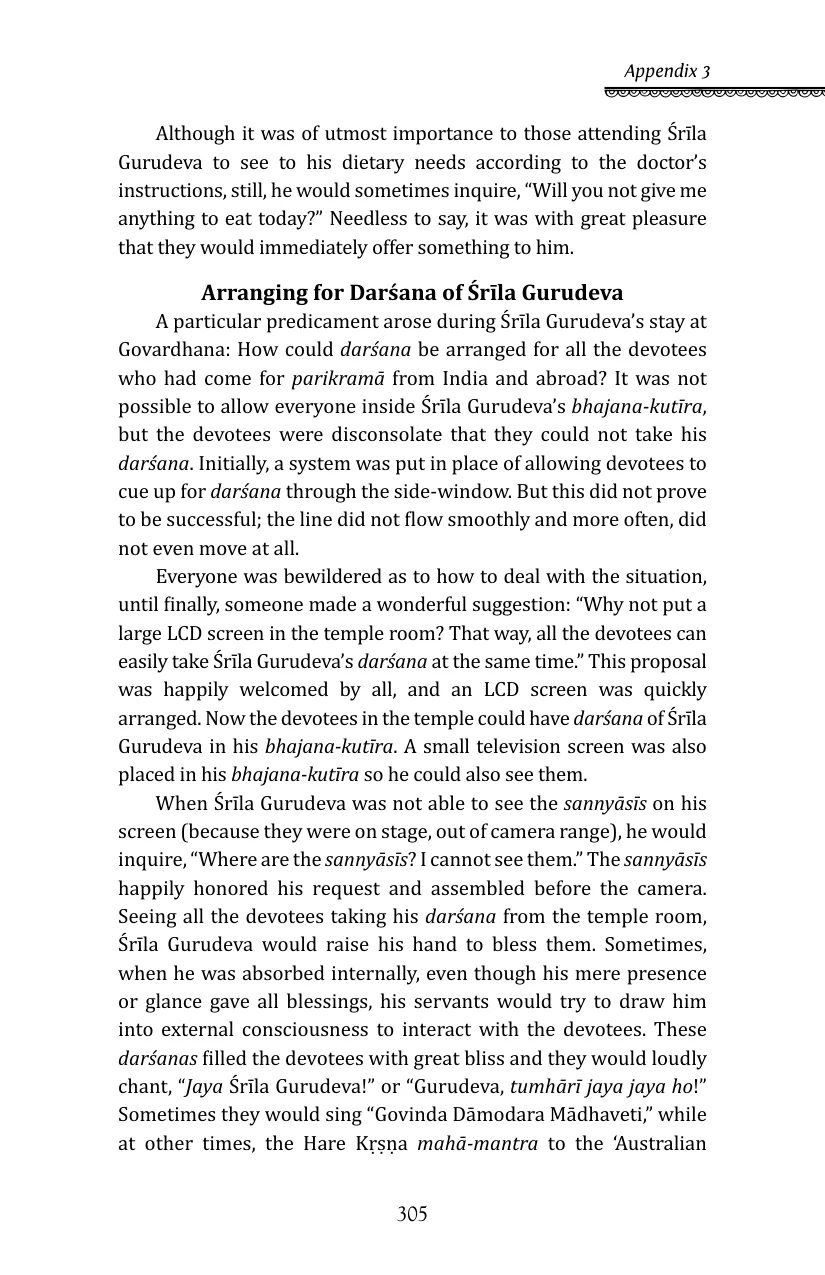 Appendix 3
Although it was of utmost importance to those attending Śrīla
Gurudeva to see to his dietary needs according to the doctor’s
instructions, still, he would sometimes inquire, “Will you not give me
anything to eat today?” Needless to say, it was with great pleasure
that they would immediately offer something to him.
Arranging for Darśana of Śrīla Gurudeva
A particular predicament arose during Śrīla Gurudeva’s stay at
Govardhana: How could darśana be arranged for all the devotees
who had come for parikramā from India and abroad? It was not
possible to allow everyone inside Śrīla Gurudeva’s bhajana-kutīra,
but the devotees were disconsolate that they could not take his
darśana. Initially, a system was put in place of allowing devotees to
cue up for darśana through the side-window. But this did not prove
to be successful; the line did not flow smoothly and more often, did
not even move at all.
Everyone was bewildered as to how to deal with the situation,
until finally, someone made a wonderful suggestion: “Why not put a
large LCD screen in the temple room? That way, all the devotees can
easily take Śrīla Gurudeva’s darśana at the same time.” This proposal
was happily welcomed by all, and an LCD screen was quickly
arranged. Now the devotees in the temple could have darśana of Śrīla
Gurudeva in his bhajana-kutīra. A small television screen was also
placed in his bhajana-kutīra so he could also see them.
When Śrīla Gurudeva was not able to see the sannyāsīs on his
screen (because they were on stage, out of camera range), he would
inquire, “Where are the sannyāsīs? I cannot see them.” The sannyāsīs
happily honored his request and assembled before the camera.
Seeing all the devotees taking his darśana from the temple room,
Śrīla Gurudeva would raise his hand to bless them. Sometimes,
when he was absorbed internally, even though his mere presence
or glance gave all blessings, his servants would try to draw him
into external consciousness to interact with the devotees. These
darśanas filled the devotees with great bliss and they would loudly
chant, “Jaya Śrīla Gurudeva!” or “Gurudeva, tumhārī jaya jaya ho!”
Sometimes they would sing “Govinda Dāmodara Mādhaveti,” while
at other times, the Hare Kṛṣṇa mahā-mantra to the ‘Australian
305